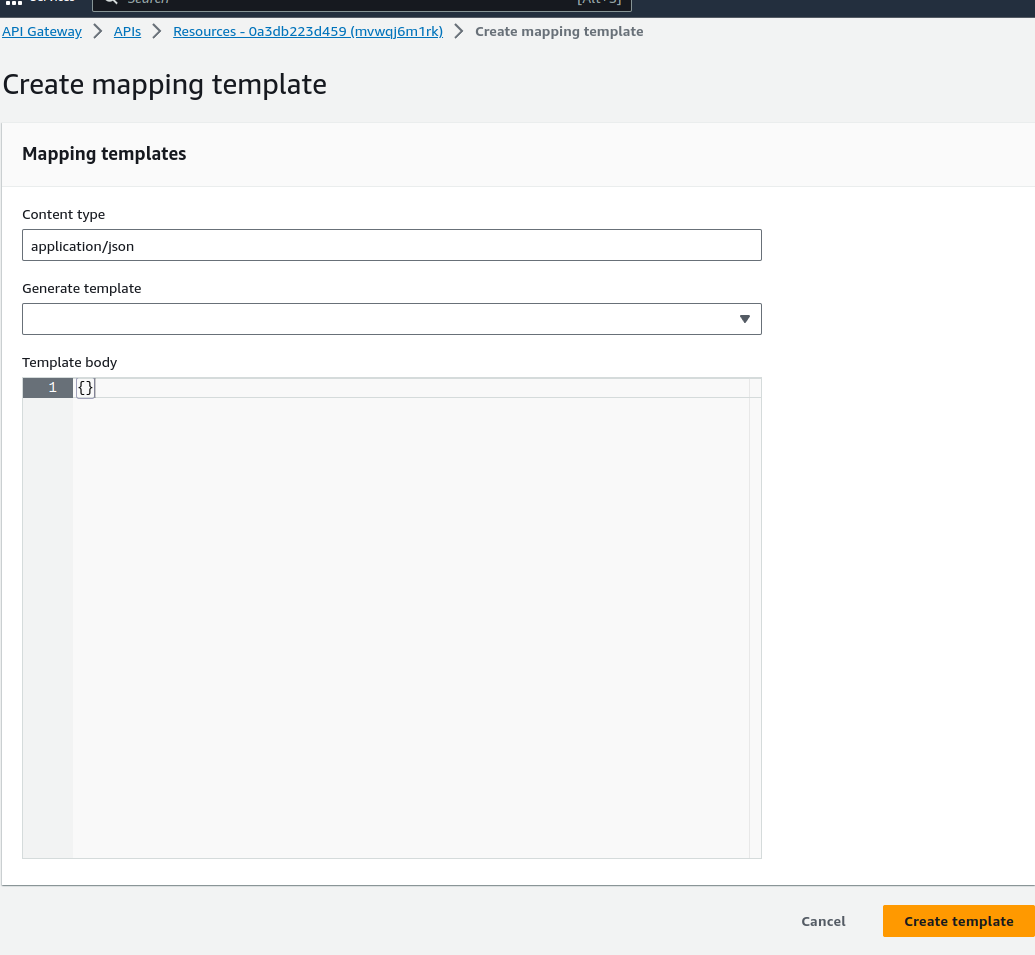 Services Search [Alt+S]
API Gateway APIs Resources - 0a3db223d459 (mvwqj6m1rk) Create mapping template
Create mapping template
Mapping templates
Content type
application/json
Generate template
Template body
1 {}
Cancel Create template